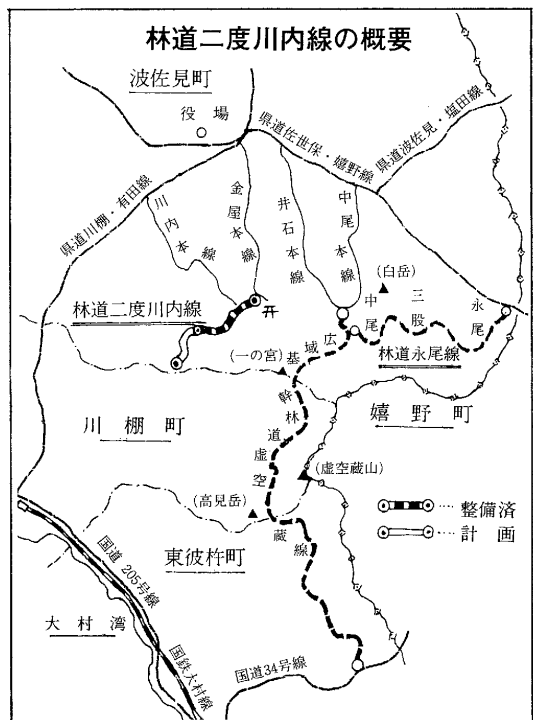 林道二度川内線の概要
波佐見町
役場
県道佐世保・嬉野線
県道波佐見・塩田線
県道川棚・有田線
川内本線
金屋本線
井石本線
中尾本線
(白岳)
三股
中尾
永尾
林道二度川内線
林道永尾線
(一の宮)
広域基幹林道虚空蔵線
川棚町
嬉野町
(虚空蔵山)
(高見岳)
整備済
計画
東彼杵町
国道205号線
大村湾
国鉄大村線
国道34号線